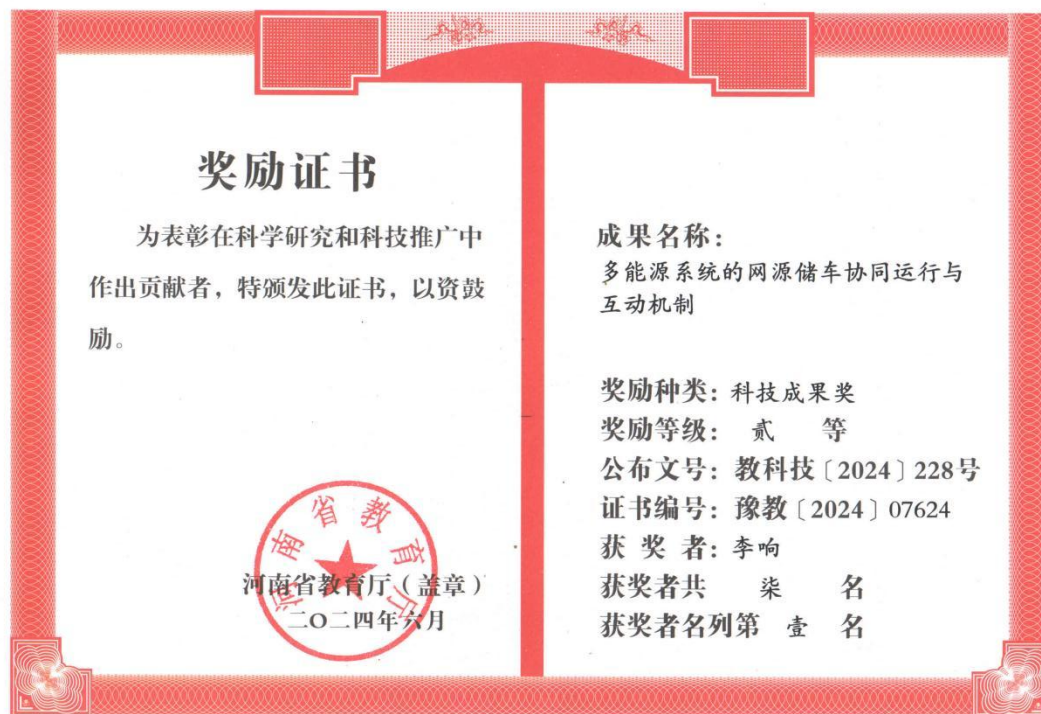 奖励证书
为表彰在科学研究和科技推广中
作出贡献者，特颁发此证书，以资鼓
励。
河南省教育厅
河南省教育厅（盖章）
二〇二四年六月
成果名称：
多能源系统的网源储车协同运行与
互动机制
奖励种类：科技成果奖
奖励等级： 贰 等
公布文号：教科技〔2024〕228号
证书编号：豫教〔2024〕07624
获 奖 者：李响
获奖者共 柒 名
获奖者名列第 壹 名